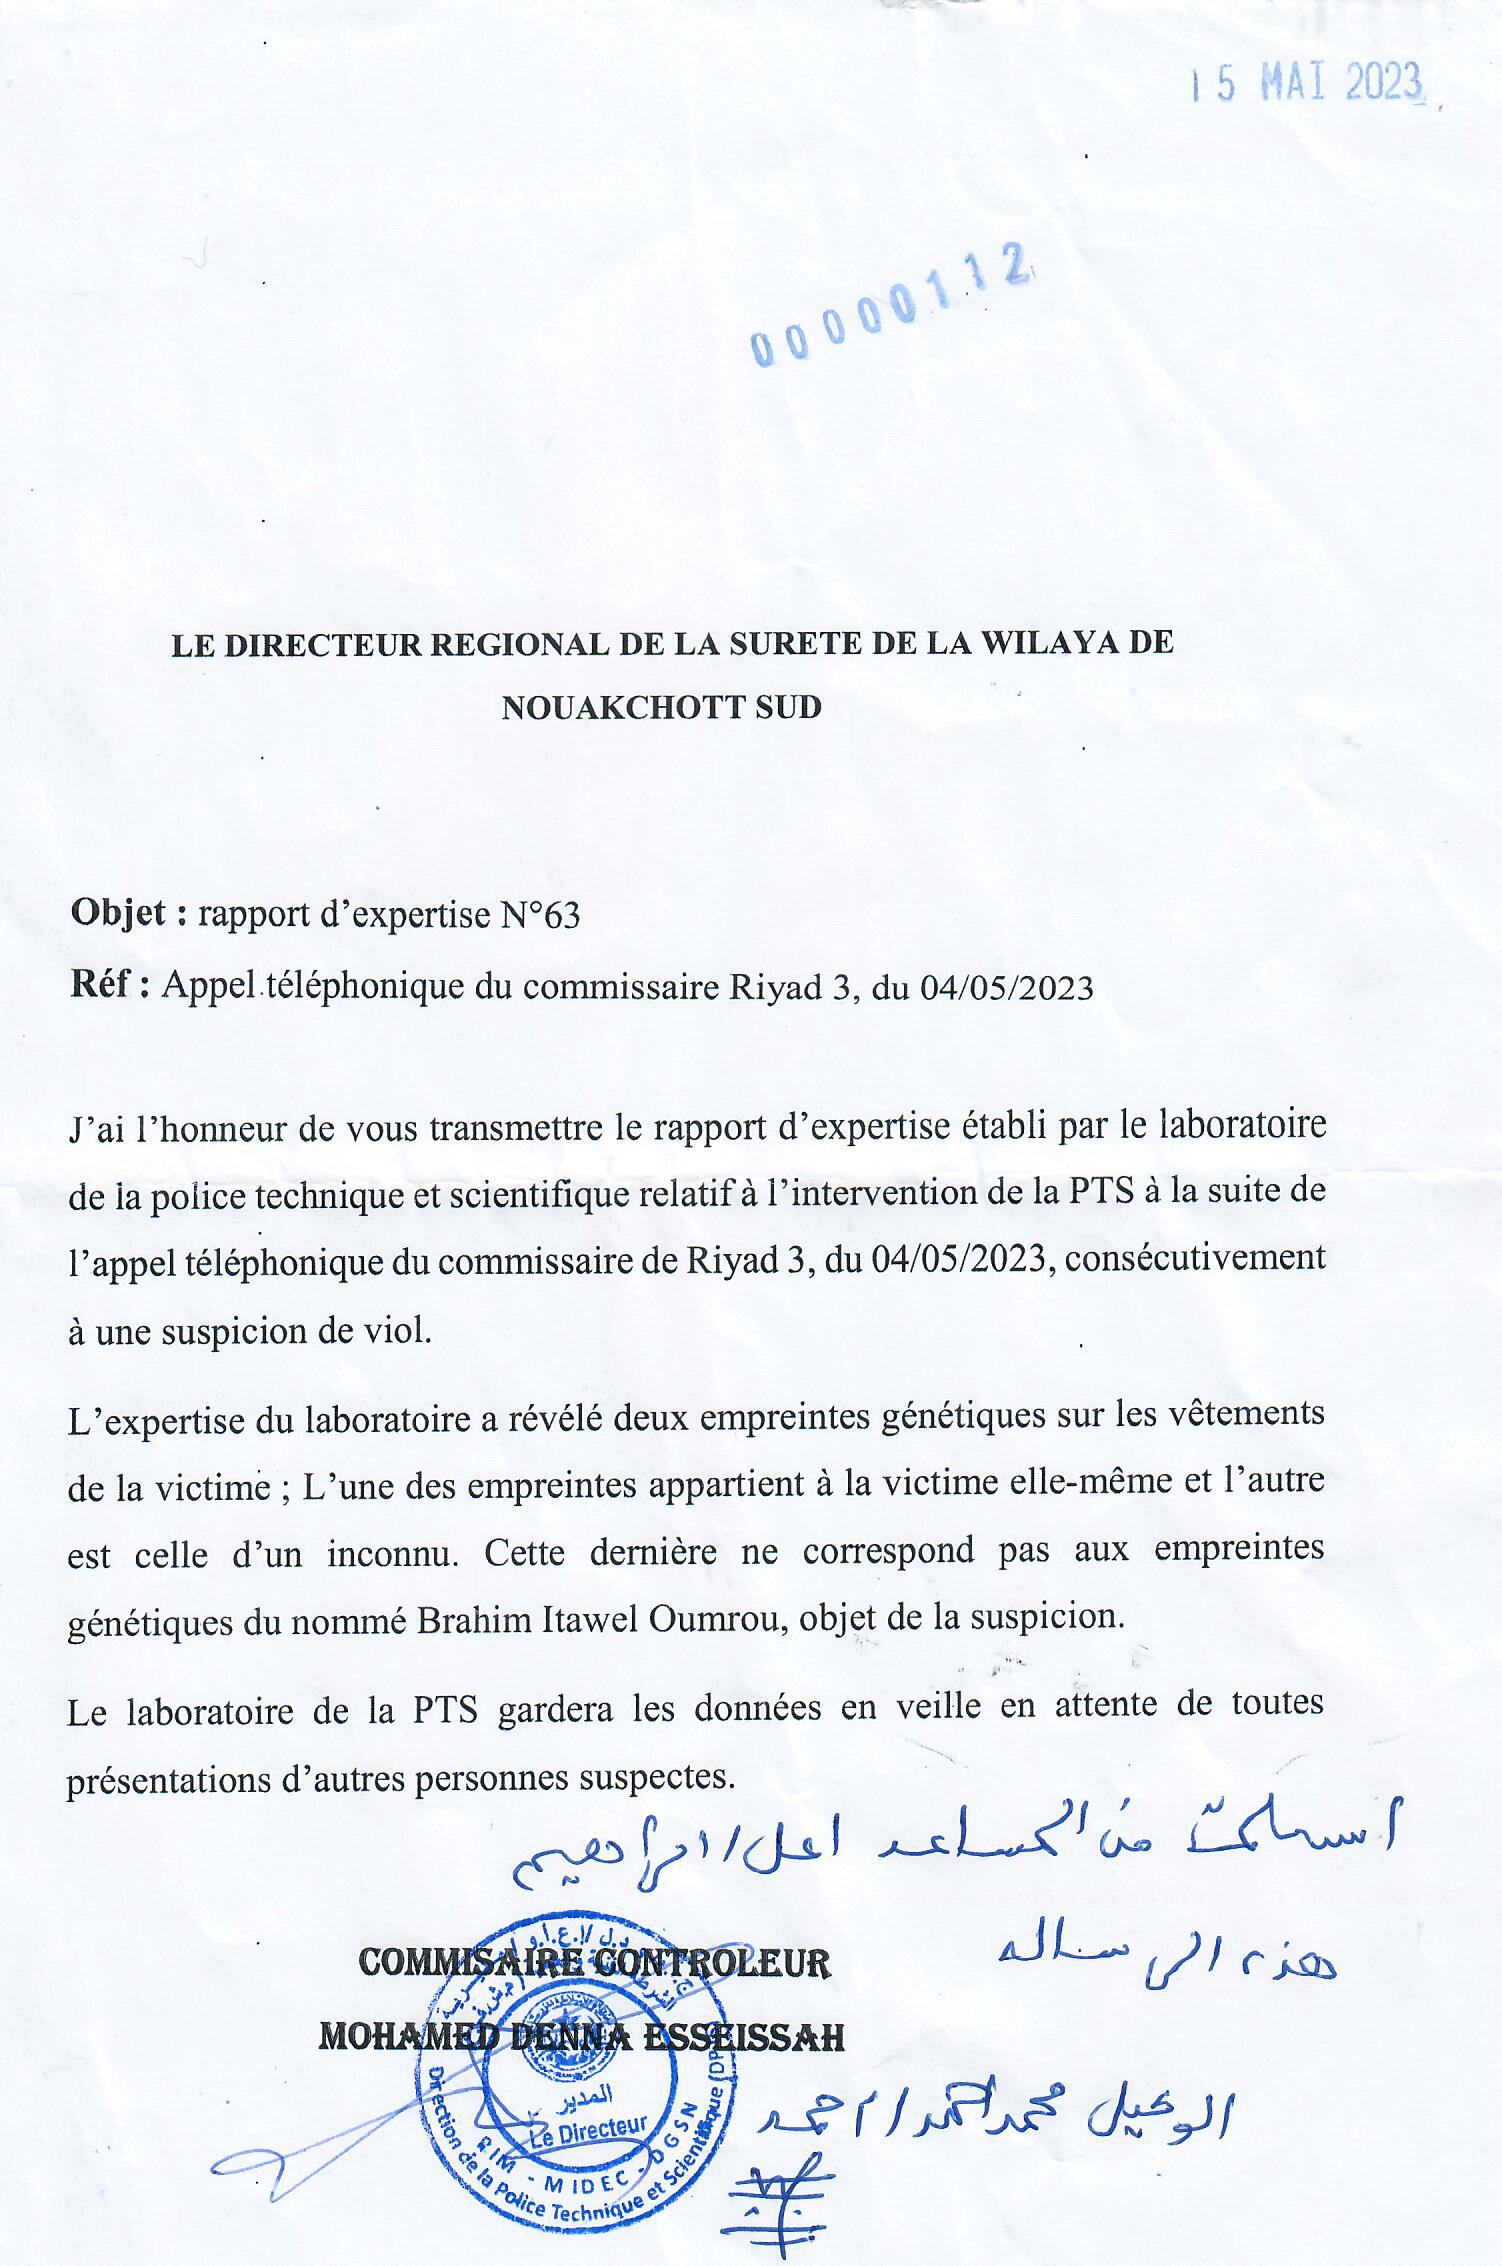 15 MAI 2023
00000112
LE DIRECTEUR REGIONAL DE LA SURETE DE LA WILAYA DE
NOUAKCHOTT SUD
Objet : rapport d’expertise N°63
Réf : Appel téléphonique du commissaire Riyad 3, du 04/05/2023
J’ai l’honneur de vous transmettre le rapport d’expertise établi par le laboratoire
de la police technique et scientifique relatif à l’intervention de la PTS à la suite de
l’appel téléphonique du commissaire de Riyad 3, du 04/05/2023, consécutivement
à une suspicion de viol.
L’expertise du laboratoire a révélé deux empreintes génétiques sur les vêtements
de la victime ; L’une des empreintes appartient à la victime elle-même et l’autre
est celle d’un inconnu. Cette dernière ne correspond pas aux empreintes
génétiques du nommé Brahim Itawel Oumrou, objet de la suspicion.
Le laboratoire de la PTS gardera les données en veille en attente de toutes
présentations d’autres personnes suspectes.
استلمت من المساعد اعل/ابراهيم
هذه الرساله
COMMISAIRE CONTROLEUR
MOHAMED DENNA ESSEISSAH
المدير
Le Directeur
RIM - MIDEC - DGSN
Direction de la Police Technique et Scientifique
الوكيل محمد